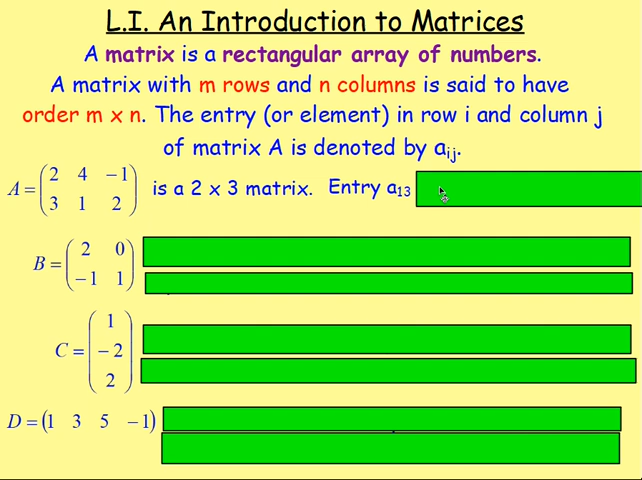 L.I. An Introduction to Matrices
A matrix is a rectangular array of numbers.
A matrix with m rows and n columns is said to have
order m x n. The entry (or element) in row i and column j
of matrix A is denoted by aij.
A = (2 4 −1
3 1 2) is a 2 x 3 matrix. Entry a13
B = (2 0
−1 1)
C = (1
−2
2)
D = (1 3 5 −1)